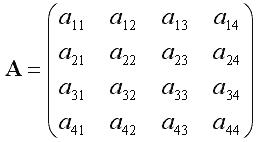 a₁₁ a₁₂ a₁₃ a₁₄
a₂₁ a₂₂ a₂₃ a₂₄
A = a₃₁ a₃₂ a₃₃ a₃₄
a₄₁ a₄₂ a₄₃ a₄₄